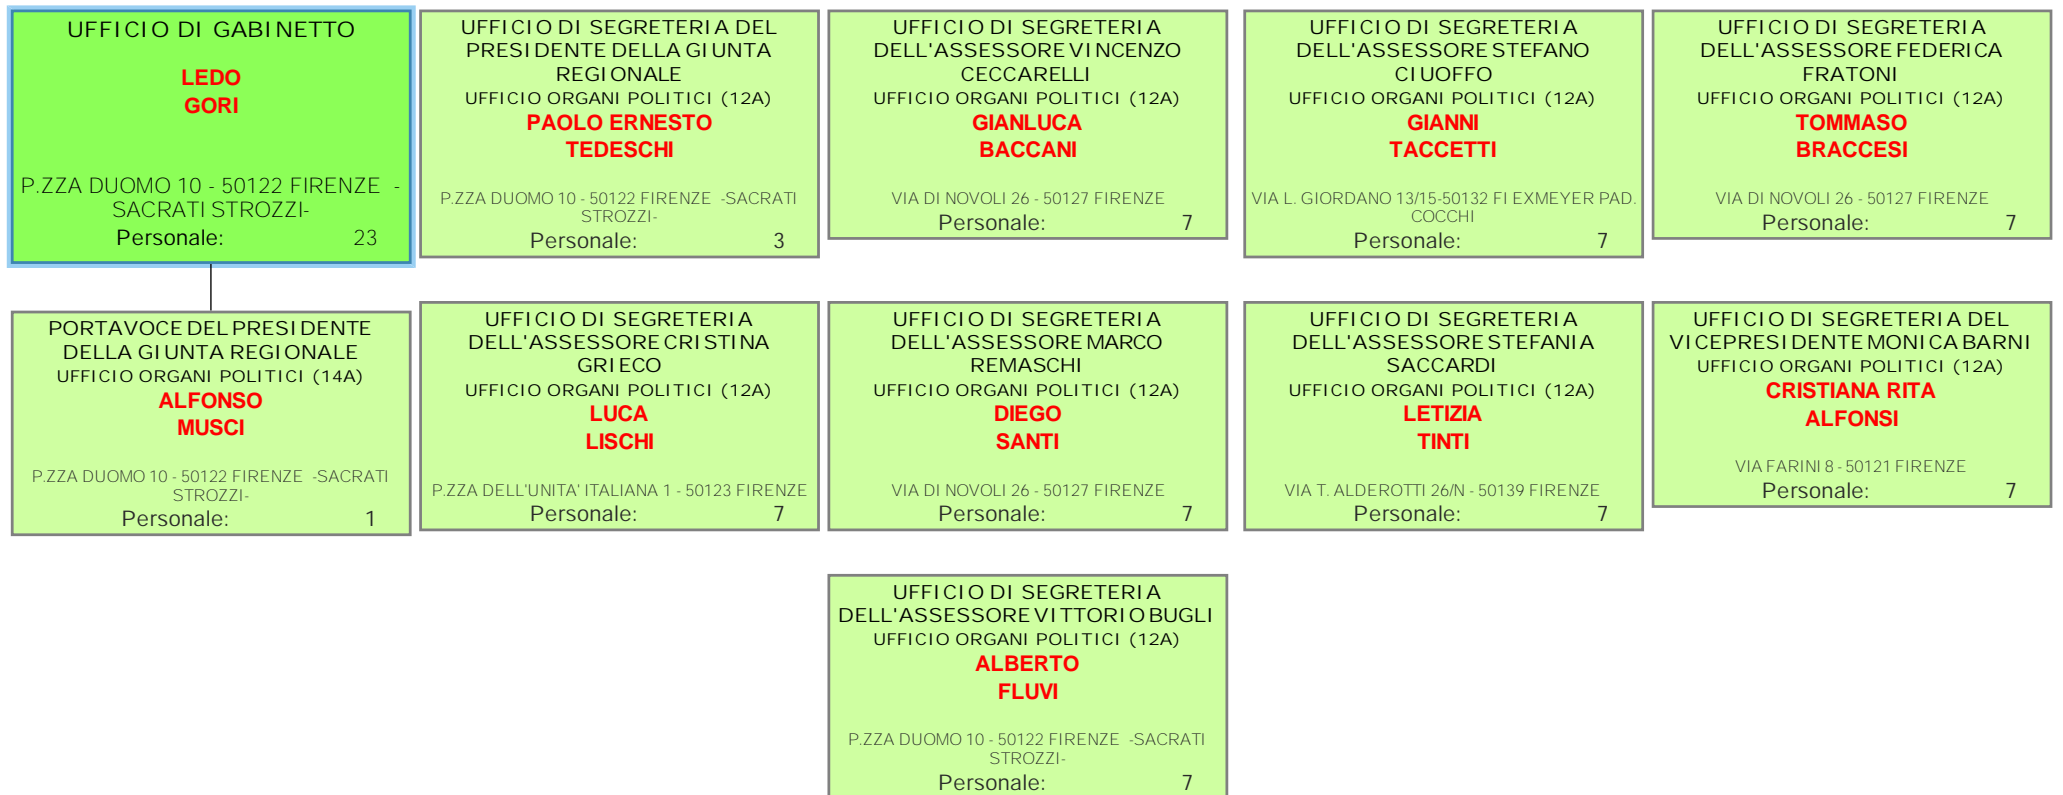 UFFICIO DI GABINETTO
LEDO
GORI
P.ZZA DUOMO 10 - 50122 FIRENZE -
SACRATI STROZZI-
Personale: 23
UFFICIO DI SEGRETERIA DEL
PRESIDENTE DELLA GIUNTA
REGIONALE
UFFICIO ORGANI POLITICI (12A)
PAOLO ERNESTO
TEDESCHI
P.ZZA DUOMO 10 - 50122 FIRENZE -SACRATI
STROZZI-
Personale: 3
UFFICIO DI SEGRETERIA
DELL'ASSESSORE VINCENZO
CECCARELLI
UFFICIO ORGANI POLITICI (12A)
GIANLUCA
BACCANI
VIA DI NOVOLI 26 - 50127 FIRENZE
Personale: 7
UFFICIO DI SEGRETERIA
DELL'ASSESSORE STEFANO
CIUOFFO
UFFICIO ORGANI POLITICI (12A)
GIANNI
TACCETTI
VIA L. GIORDANO 13/15-50132 FI EXMEYER PAD.
COCCHI
Personale: 7
UFFICIO DI SEGRETERIA
DELL'ASSESSORE FEDERICA
FRATONI
UFFICIO ORGANI POLITICI (12A)
TOMMASO
BRACCESI
VIA DI NOVOLI 26 - 50127 FIRENZE
Personale: 7
PORTAVOCE DEL PRESIDENTE
DELLA GIUNTA REGIONALE
UFFICIO ORGANI POLITICI (14A)
ALFONSO
MUSCI
P.ZZA DUOMO 10 - 50122 FIRENZE -SACRATI
STROZZI-
Personale: 1
UFFICIO DI SEGRETERIA
DELL'ASSESSORE CRISTINA
GRIECO
UFFICIO ORGANI POLITICI (12A)
LUCA
LISCHI
P.ZZA DELL'UNITA' ITALIANA 1 - 50123 FIRENZE
Personale: 7
UFFICIO DI SEGRETERIA
DELL'ASSESSORE MARCO
REMASCHI
UFFICIO ORGANI POLITICI (12A)
DIEGO
SANTI
VIA DI NOVOLI 26 - 50127 FIRENZE
Personale: 7
UFFICIO DI SEGRETERIA
DELL'ASSESSORE STEFANIA
SACCARDI
UFFICIO ORGANI POLITICI (12A)
LETIZIA
TINTI
VIA T. ALDEROTTI 26/N - 50139 FIRENZE
Personale: 7
UFFICIO DI SEGRETERIA DEL
VICEPRESIDENTE MONICA BARNI
UFFICIO ORGANI POLITICI (12A)
CRISTIANA RITA
ALFONSI
VIA FARINI 8 - 50121 FIRENZE
Personale: 7
UFFICIO DI SEGRETERIA
DELL'ASSESSORE VITTORIO BUGLI
UFFICIO ORGANI POLITICI (12A)
ALBERTO
FLUVI
P.ZZA DUOMO 10 - 50122 FIRENZE -SACRATI
STROZZI-
Personale: 7